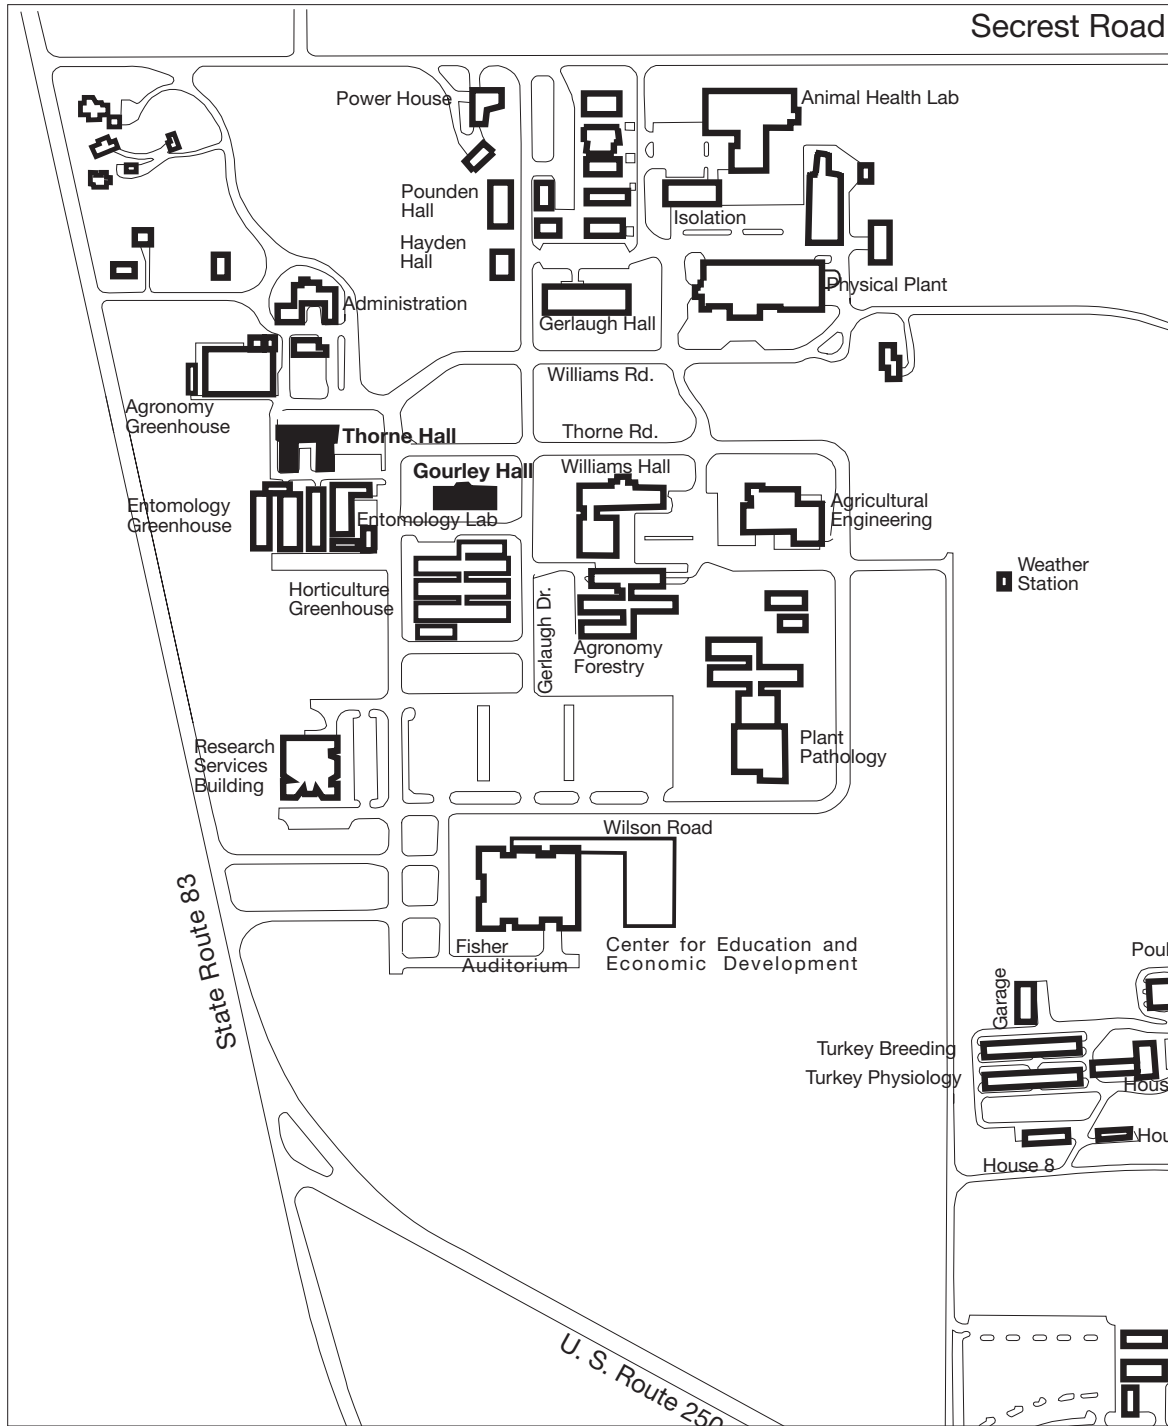 Secrest Road
Power House
Animal Health Lab
Pounden
Hall
Isolation
Hayden
Hall
Physical Plant
Administration
Gerlaugh Hall
Williams Rd.
Agronomy
Greenhouse
Thorne Rd.
Thorne Hall
Gourley Hall
Williams Hall
Entomology
Greenhouse
Entomology Lab
Agricultural
Engineering
Weather
Station
Horticulture
Greenhouse
Gerlaugh Dr.
Agronomy
Forestry
Research
Services
Building
Plant
Pathology
Wilson Road
State Route 83
Fisher
Auditorium
Center for Education and
Economic Development
Poul
Garage
Turkey Breeding
Turkey Physiology
Hous
Hou
House 8
U. S. Route 250